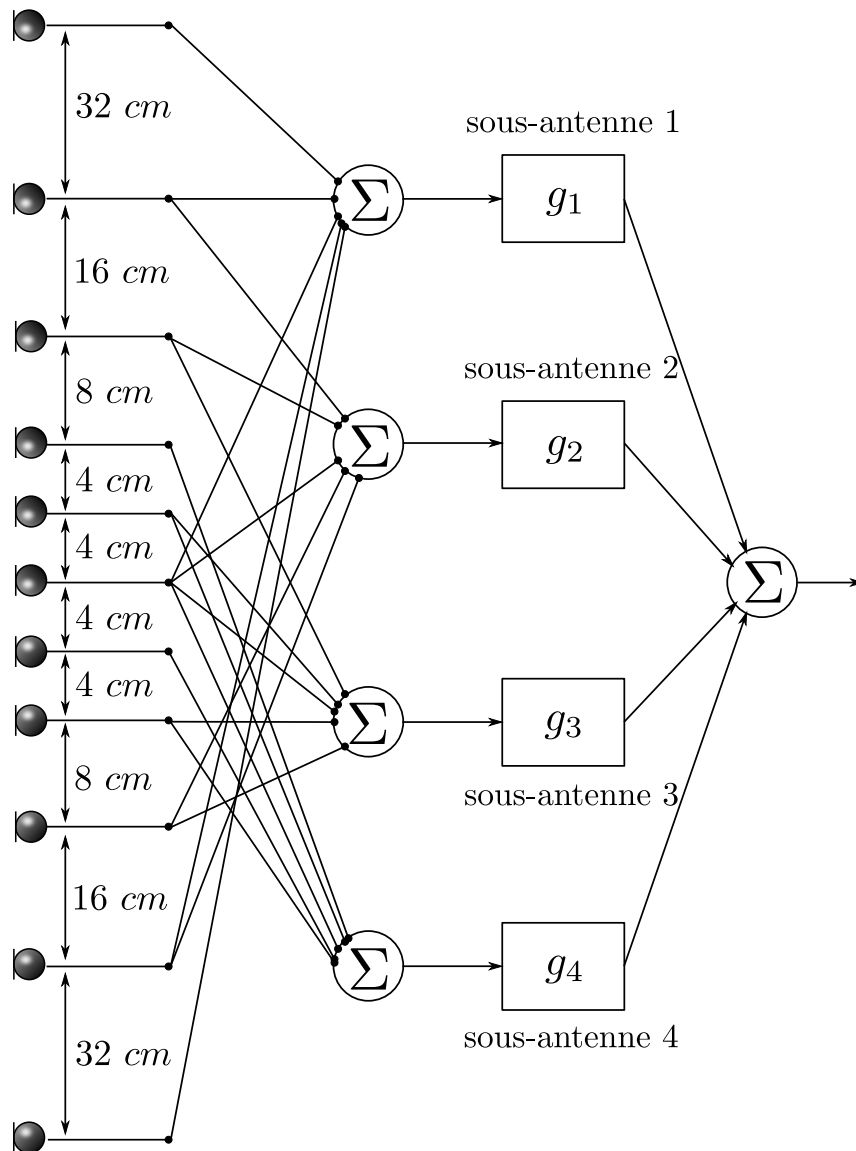 32 cm
16 cm
8 cm
4 cm
4 cm
4 cm
4 cm
8 cm
16 cm
32 cm
Σ
sous-antenne 1
g₁
Σ
sous-antenne 2
g₂
Σ
g₃
sous-antenne 3
Σ
g₄
sous-antenne 4
Σ